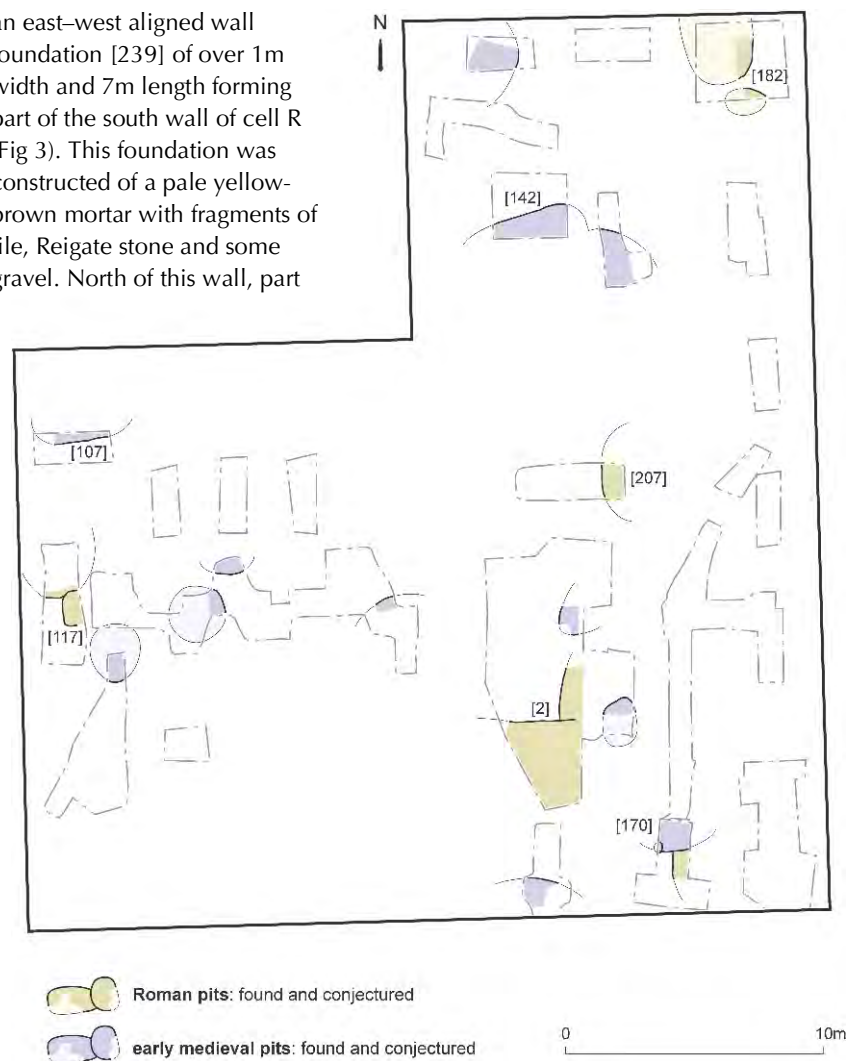 an east–west aligned wall
oundation [239] of over 1m
width and 7m length forming
part of the south wall of cell R
Fig 3). This foundation was
constructed of a pale yellow-
brown mortar with fragments of
ile, Reigate stone and some
gravel. North of this wall, part
N
[182]
[142]
[107]
[207]
[117]
[2]
[170]
Roman pits: found and conjectured
early medieval pits: found and conjectured
0
10m